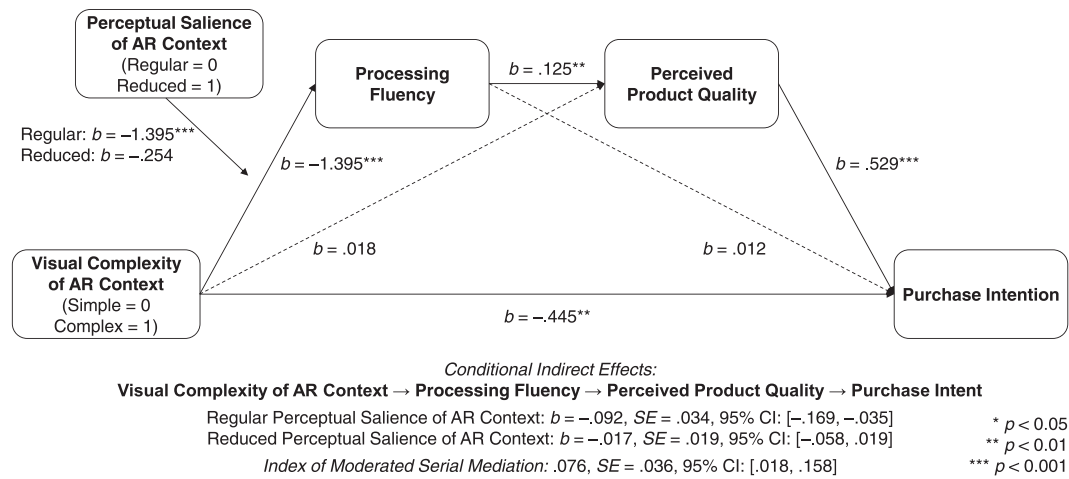 Perceptual Salience
of AR Context
(Regular = 0
Reduced = 1)
Processing
Fluency
b = .125**
Perceived
Product Quality
Regular: b = –1.395***
Reduced: b = –.254
b = –1.395***
b = .529***
b = .018
b = .012
Visual Complexity
of AR Context
(Simple = 0
Complex = 1)
Purchase Intention
b = –.445**
Conditional Indirect Effects:
Visual Complexity of AR Context → Processing Fluency → Perceived Product Quality → Purchase Intent
Regular Perceptual Salience of AR Context: b = –.092, SE = .034, 95% CI: [–.169, –.035]
Reduced Perceptual Salience of AR Context: b = –.017, SE = .019, 95% CI: [–.058, .019]
Index of Moderated Serial Mediation: .076, SE = .036, 95% CI: [.018, .158]
* p < 0.05
** p < 0.01
*** p < 0.001